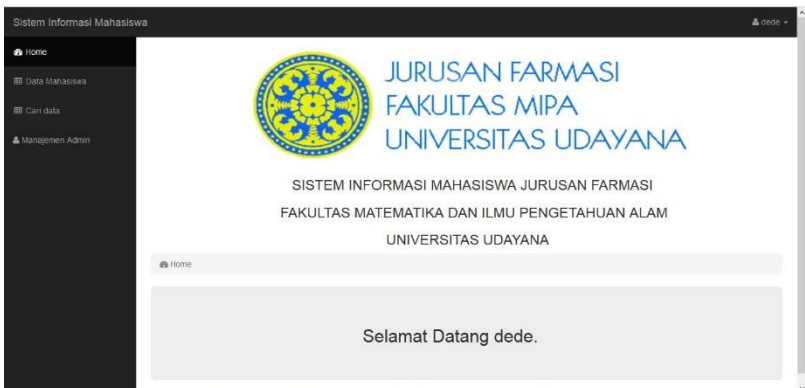 Sistem Informasi Mahasiswa
dede
Home
Data Mahasiswa
Cari data
Manajemen Admin
JURUSAN FARMASI
FAKULTAS MIPA
UNIVERSITAS UDAYANA
SISTEM INFORMASI MAHASISWA JURUSAN FARMASI
FAKULTAS MATEMATIKA DAN ILMU PENGETAHUAN ALAM
UNIVERSITAS UDAYANA
Home
Selamat Datang dede.